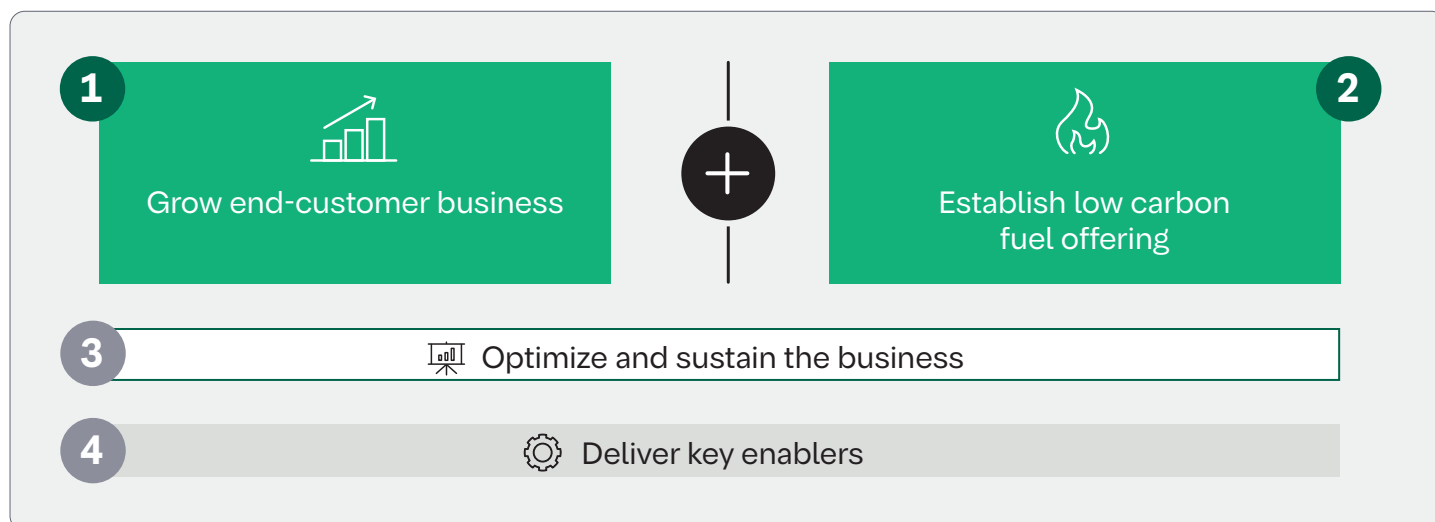 1
Grow end-customer business
2
Establish low carbon
fuel offering
3
Optimize and sustain the business
4
Deliver key enablers